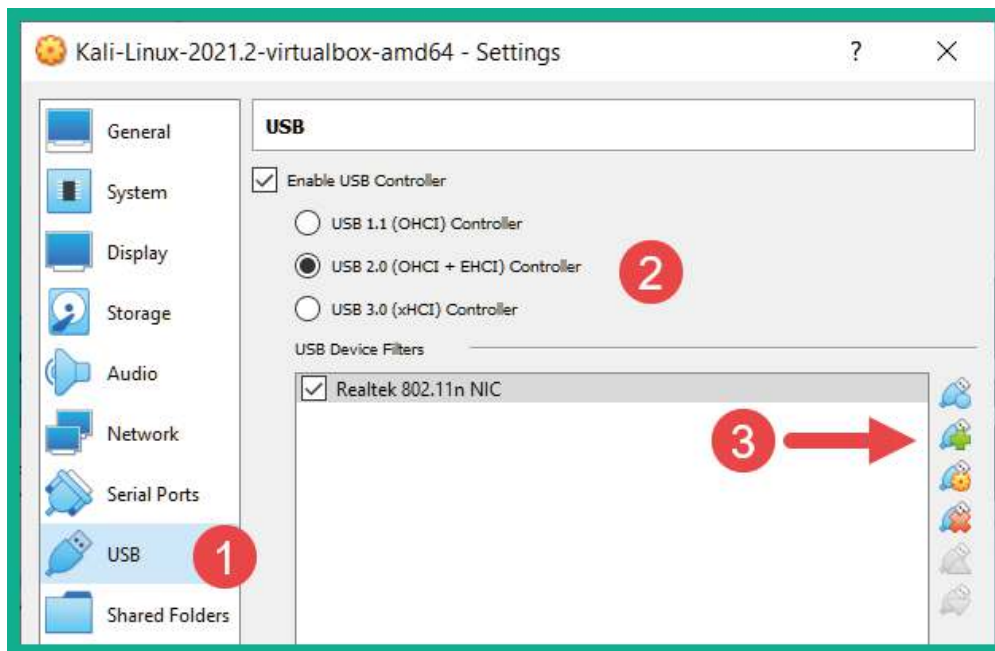 Kali-Linux-2021.2-virtualbox-amd64 - Settings ? ×
General
System
Display
Storage
Audio
Network
Serial Ports
USB 1
Shared Folders
USB
Enable USB Controller
USB 1.1 (OHCI) Controller
USB 2.0 (OHCI + EHCI) Controller 2
USB 3.0 (xHCI) Controller
USB Device Filters
Realtek 802.11n NIC
3